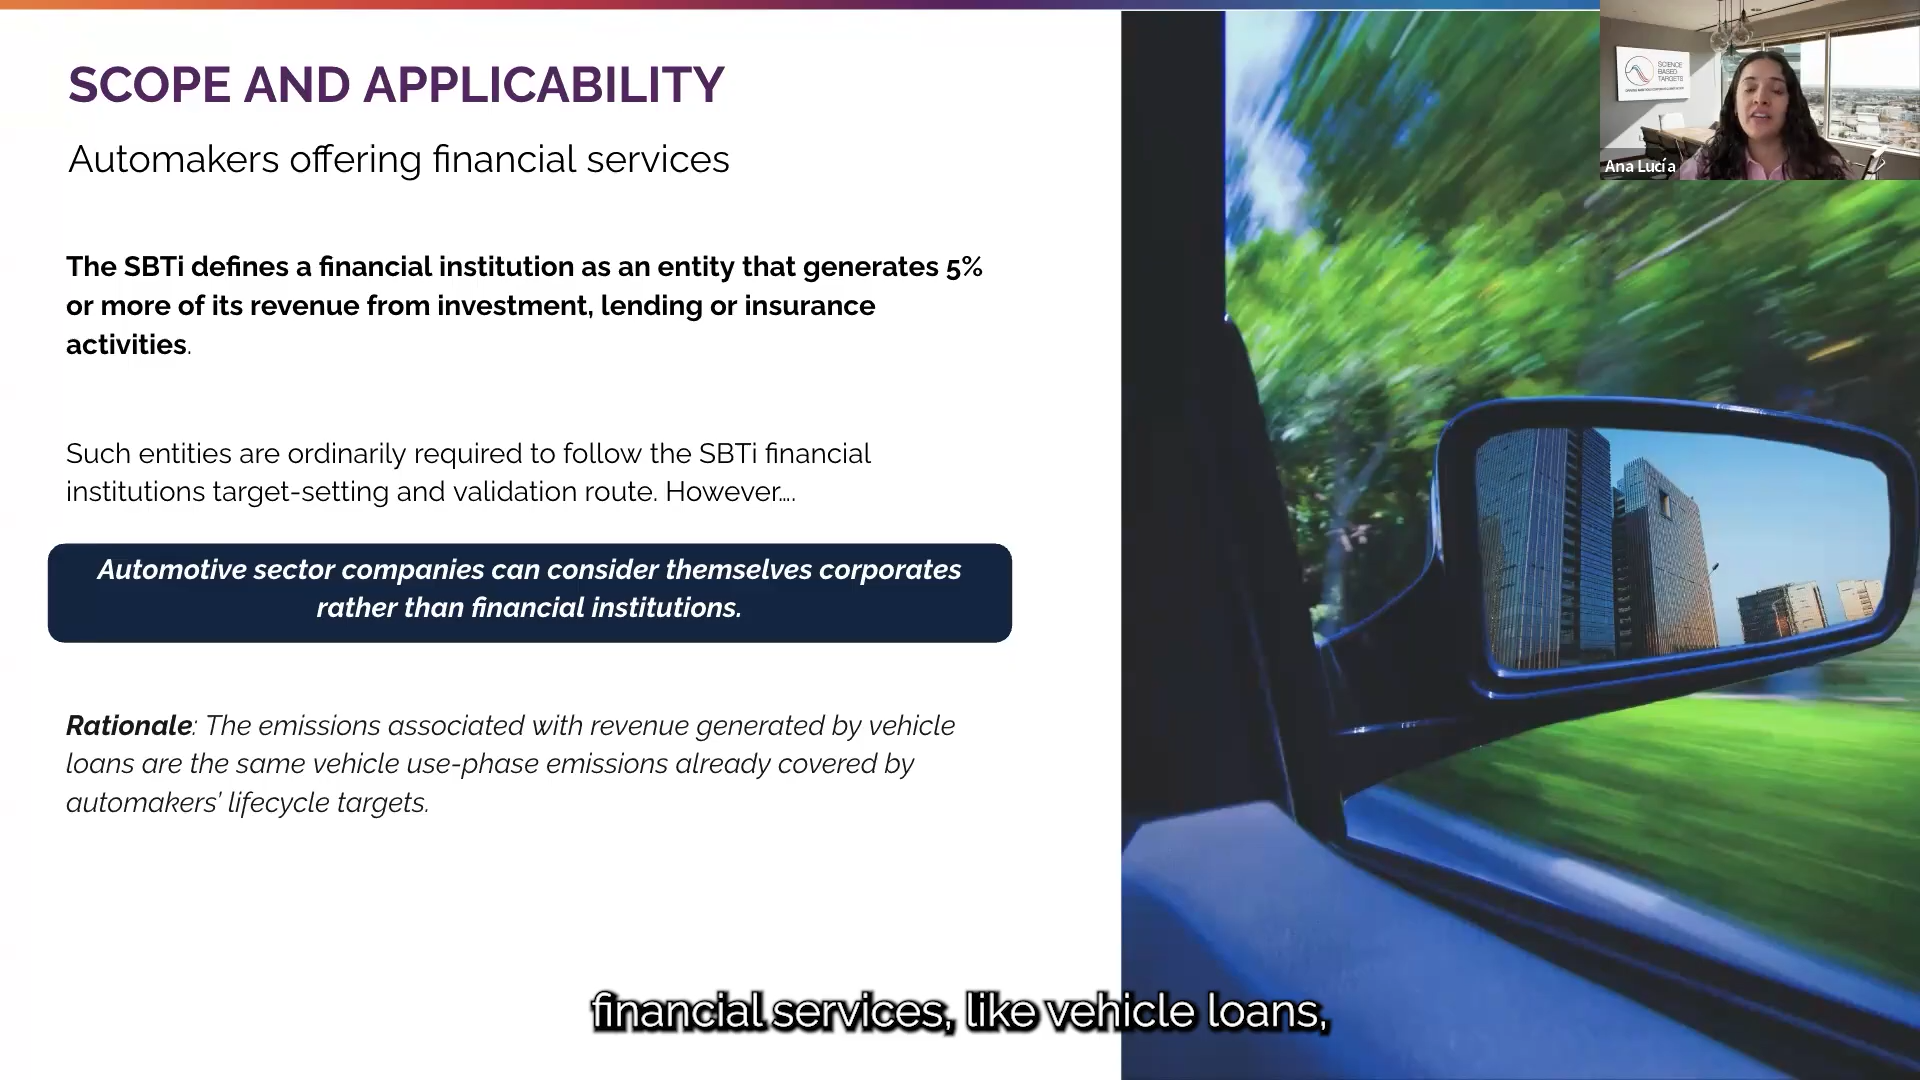 SCOPE AND APPLICABILITY
Automakers offering financial services
The SBTi defines a financial institution as an entity that generates 5%
or more of its revenue from investment, lending or insurance
activities.
Such entities are ordinarily required to follow the SBTi financial
institutions target-setting and validation route. However....
Automotive sector companies can consider themselves corporates
rather than financial institutions.
Rationale: The emissions associated with revenue generated by vehicle
loans are the same vehicle use-phase emissions already covered by
automakers’ lifecycle targets.
SCIENCE
BASED
TARGETS
Ana Lucía
financial services, like vehicle loans,